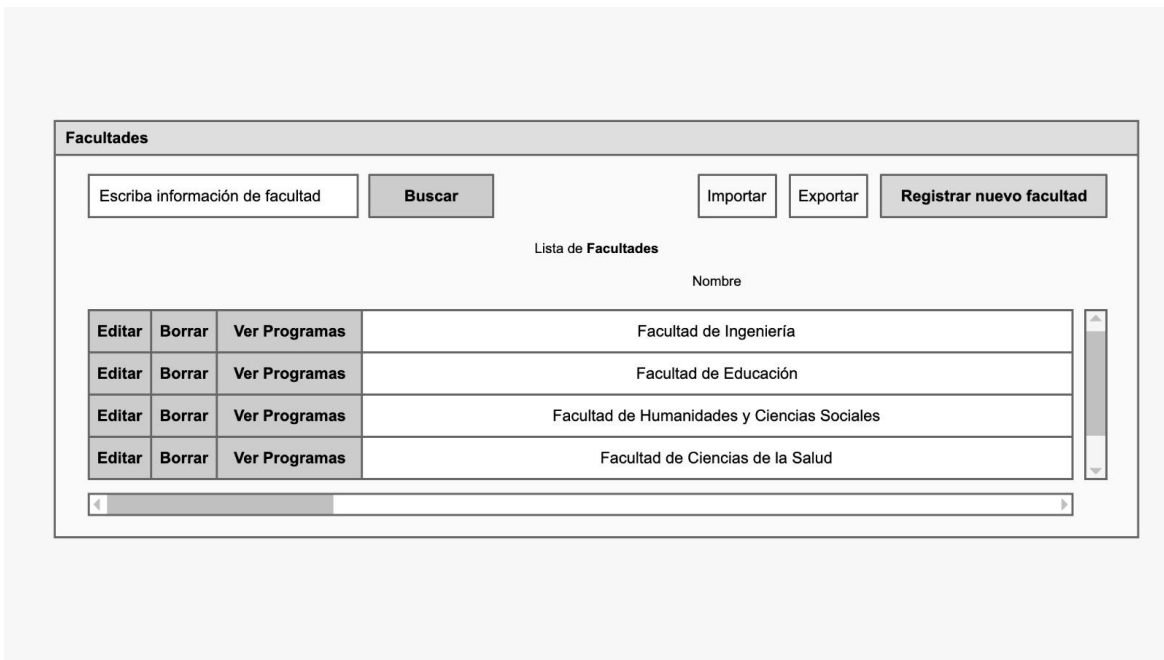 Facultades
Escriba información de facultad Buscar Importar Exportar Registrar nuevo facultad
Lista de Facultades
Nombre
Editar Borrar Ver Programas Facultad de Ingeniería
Editar Borrar Ver Programas Facultad de Educación
Editar Borrar Ver Programas Facultad de Humanidades y Ciencias Sociales
Editar Borrar Ver Programas Facultad de Ciencias de la Salud